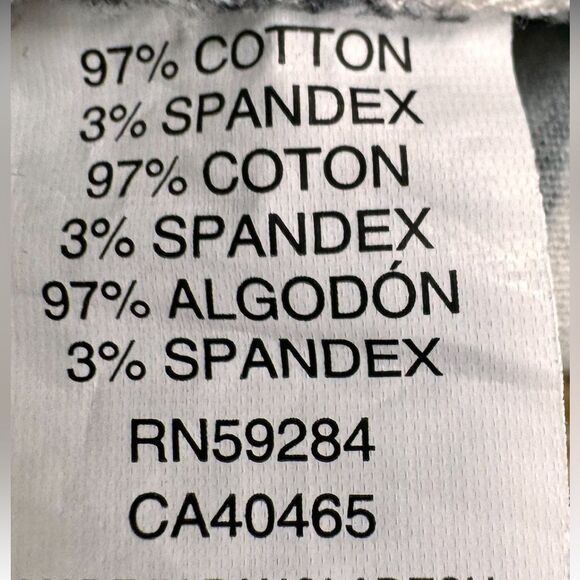 97% COTTON
3% SPANDEX
97% COTON
3% SPANDEX
97% ALGODÓN
3% SPANDEX
RN59284
CA40465